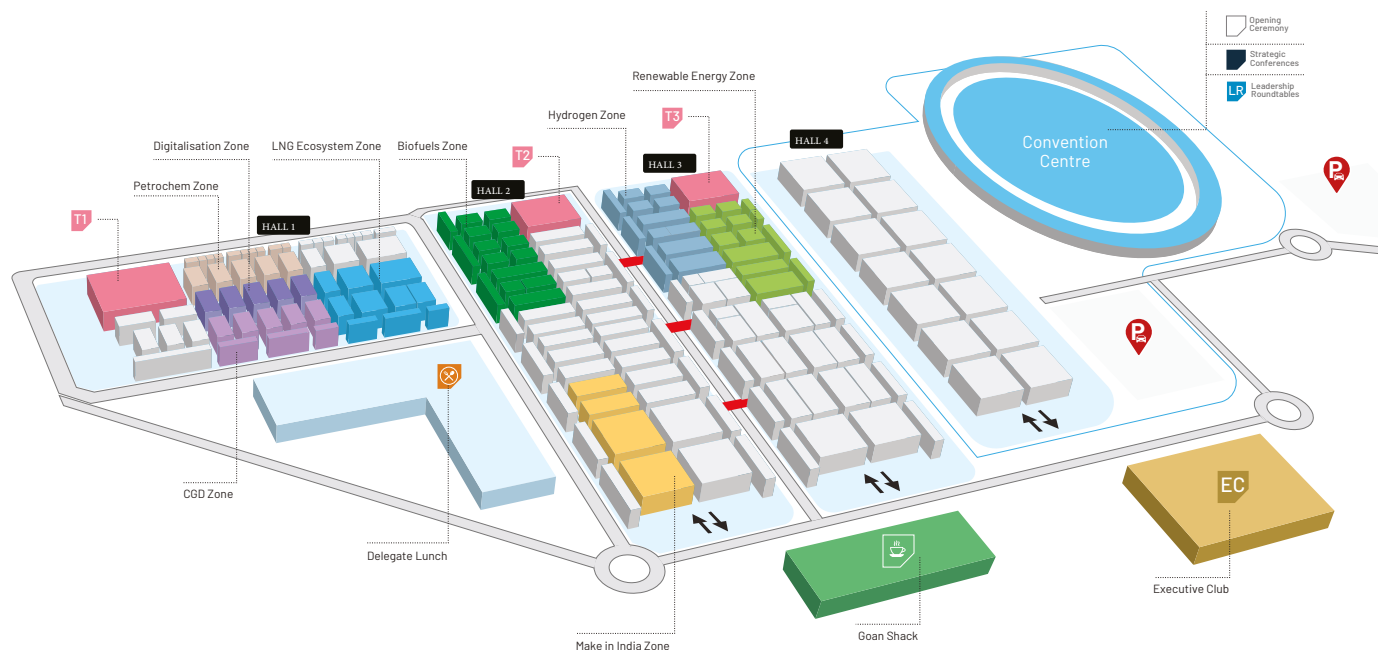 Opening
Ceremony
Strategic
Conferences
LR
Leadership
Roundtables
Renewable Energy Zone
Hydrogen Zone
T3
HALL 4
Convention
Centre
Digitalisation Zone
LNG Ecosystem Zone
Biofuels Zone
T2
HALL 3
P
Petrochem Zone
HALL 2
T1
HALL 1
P
CGD Zone
EC
Delegate Lunch
Executive Club
Goan Shack
Make in India Zone